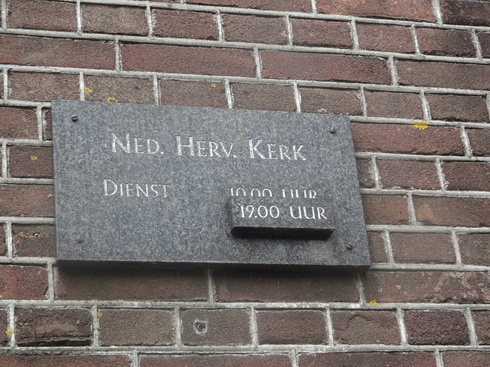 NED. HERV. KERK
DIENST 10.00 UUR
19.00 UUR